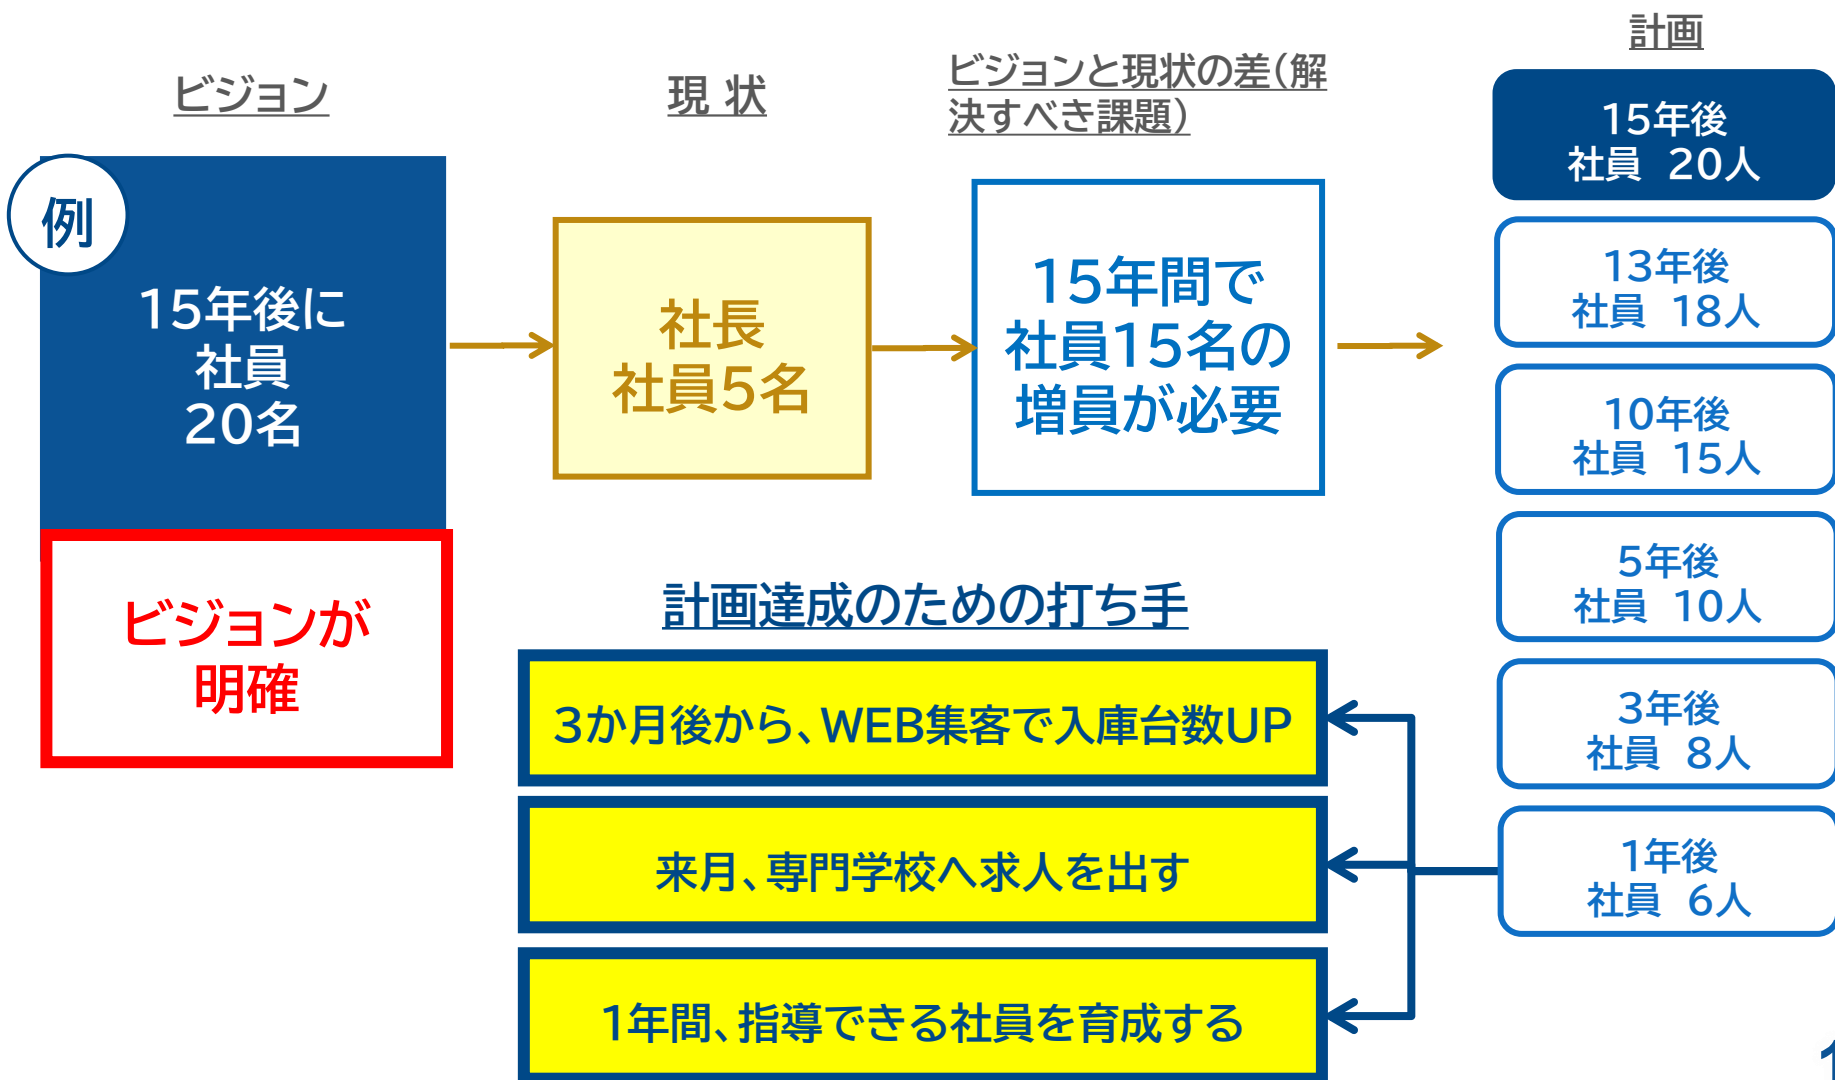 ビジョン
例
15年後に
社員
20名
ビジョンが
明確
現 状
社長
社員5名
ビジョンと現状の差(解
決すべき課題)
15年間で
社員15名の
増員が必要
計画
15年後
社員 20人
13年後
社員 18人
10年後
社員 15人
5年後
社員 10人
3年後
社員 8人
1年後
社員 6人
計画達成のための打ち手
3か月後から、WEB集客で入庫台数UP
来月、専門学校へ求人を出す
1年間、指導できる社員を育成する